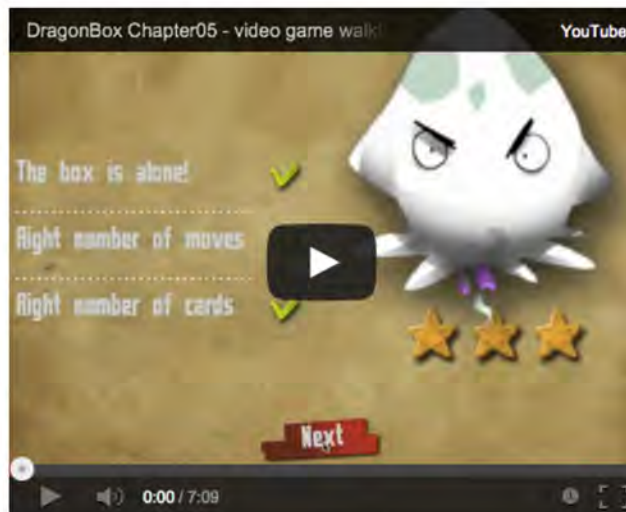 DragonBox Chapter05 - video game walk
YouTube
The box is alone!
Right number of moves
Right number of cards
Next
0:00 / 7:09